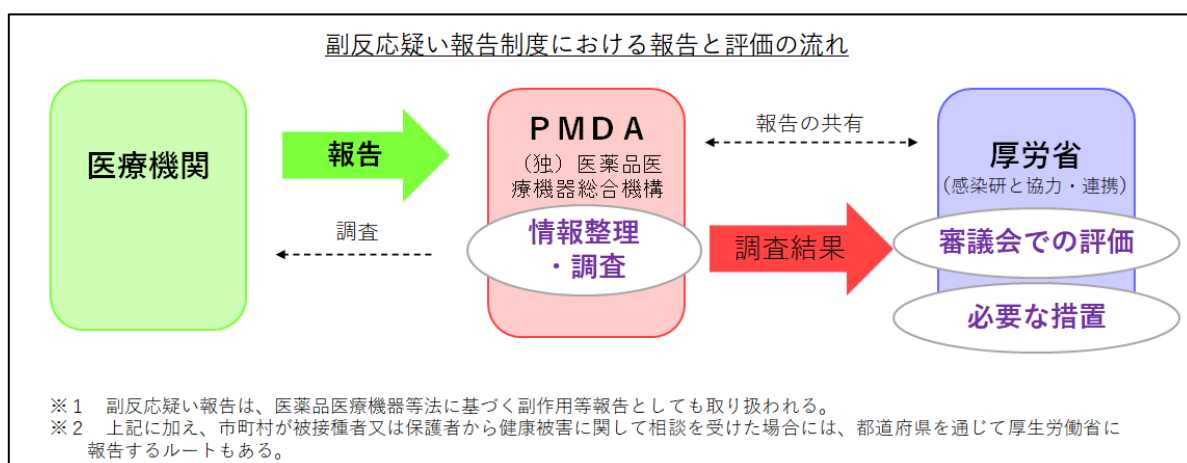 副反応疑い報告制度における報告と評価の流れ
医療機関
報告
調査
PMDA
（独）医薬品医
療機器総合機構
情報整理
・調査
報告の共有
調査結果
厚労省
(感染研と協力・連携)
審議会での評価
必要な措置
※１　副反応疑い報告は、医薬品医療機器等法に基づく副作用等報告としても取り扱われる。
※２　上記に加え、市町村が被接種者又は保護者から健康被害に関して相談を受けた場合には、都道府県を通じて厚生労働省に
報告するルートもある。